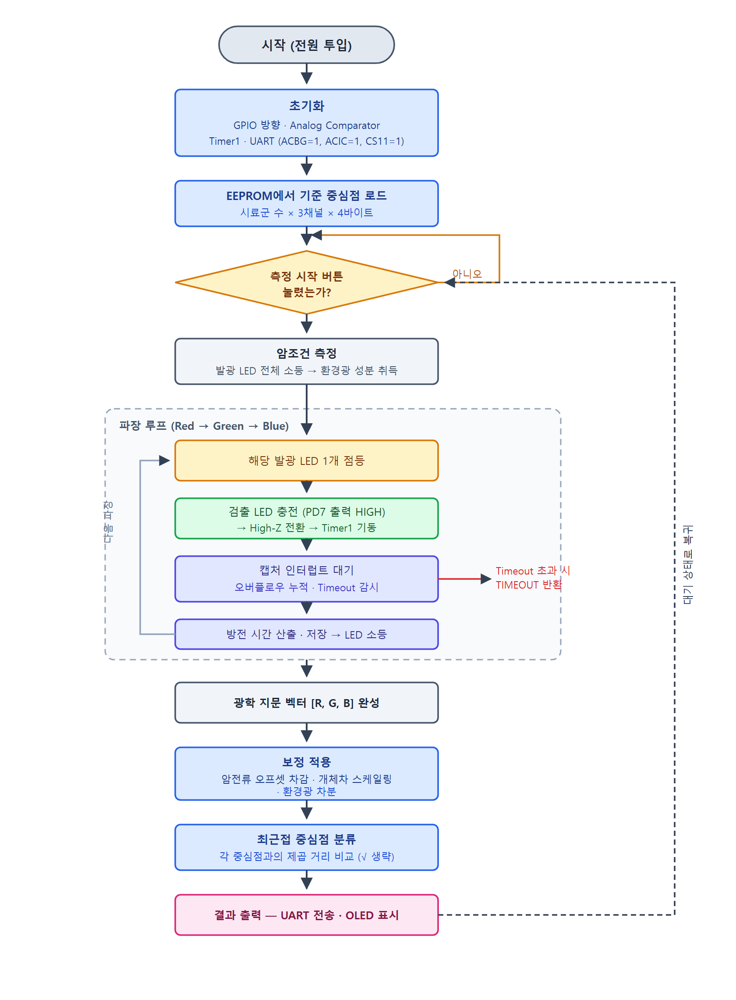 시작 (전원 투입)
초기화
GPIO 방향 · Analog Comparator
Timer1 · UART (ACBG=1, ACIC=1, CS11=1)
EEPROM에서 기준 중심점 로드
시료군 수 × 3채널 × 4바이트
측정 시작 버튼
눌렸는가?
아니오
암조건 측정
발광 LED 전체 소등 → 환경광 성분 취득
파장 루프 (Red → Green → Blue)
해당 발광 LED 1개 점등
다음 파장
검출 LED 충전 (PD7 출력 HIGH)
→ High-Z 전환 → Timer1 기동
캡처 인터럽트 대기
오버플로우 누적 · Timeout 감시
Timeout 초과 시
TIMEOUT 반환
대기 상태로 복귀
방전 시간 산출 · 저장 → LED 소등
광학 지문 벡터 [R, G, B] 완성
보정 적용
암전류 오프셋 차감 · 개체차 스케일링
· 환경광 차분
최근접 중심점 분류
각 중심점과의 제곱 거리 비교 (√ 생략)
결과 출력 — UART 전송 · OLED 표시